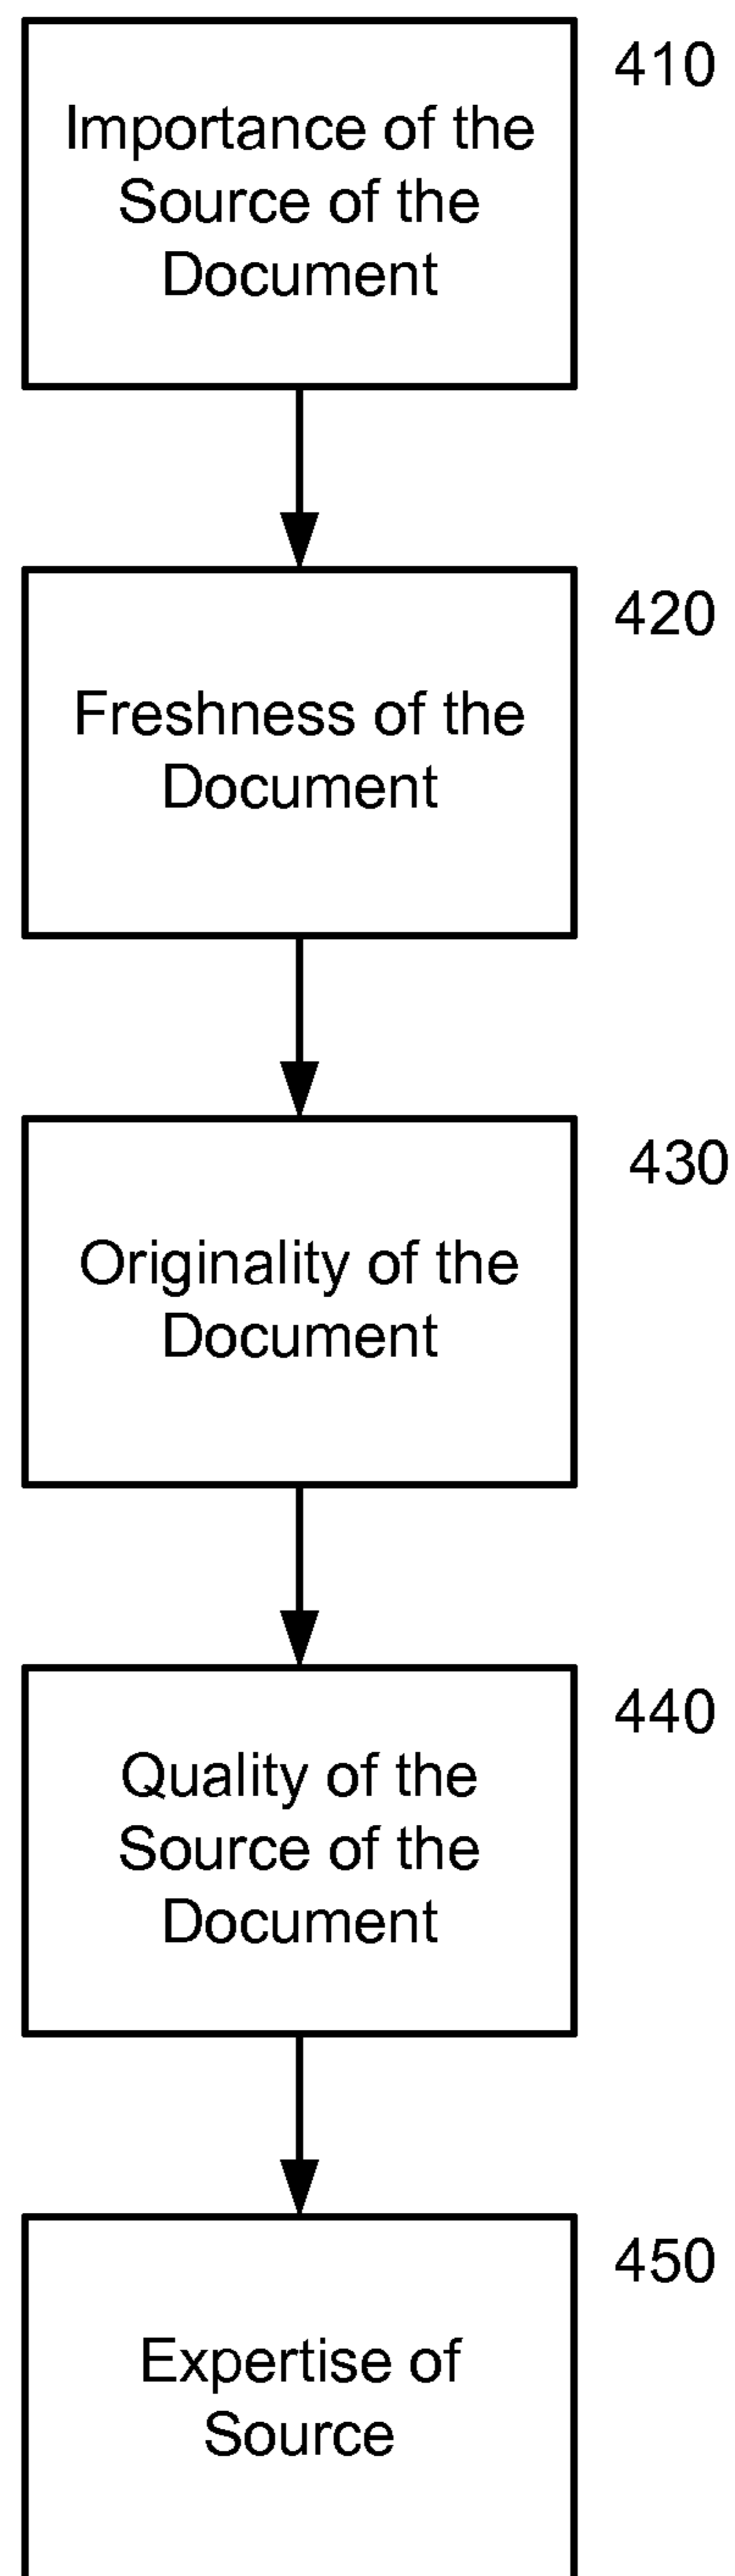 410
Importance of the
Source of the
Document
420
Freshness of the
Document
430
Originality of the
Document
440
Quality of the
Source of the
Document
450
Expertise of
Source